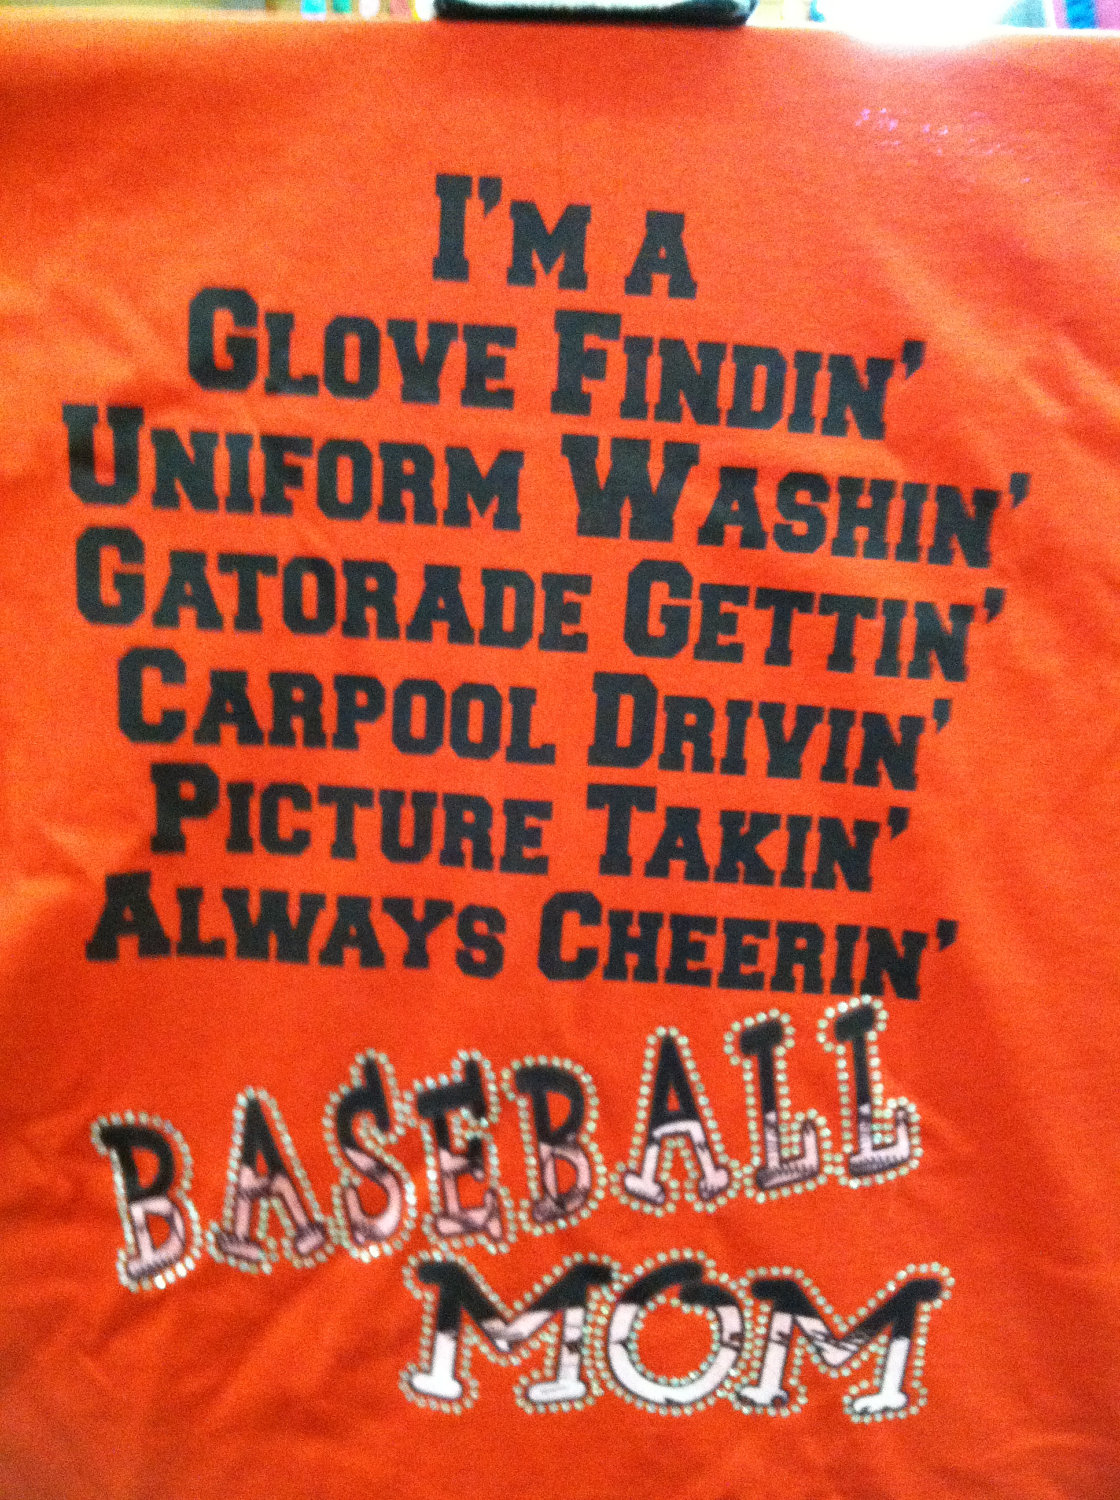 I'M A
GLOVE FINDIN'
UNIFORM WASHIN'
GATORADE GETTIN'
CARPOOL DRIVIN'
PICTURE TAKIN'
ALWAYS CHEERIN'
BASEBALL
MOM